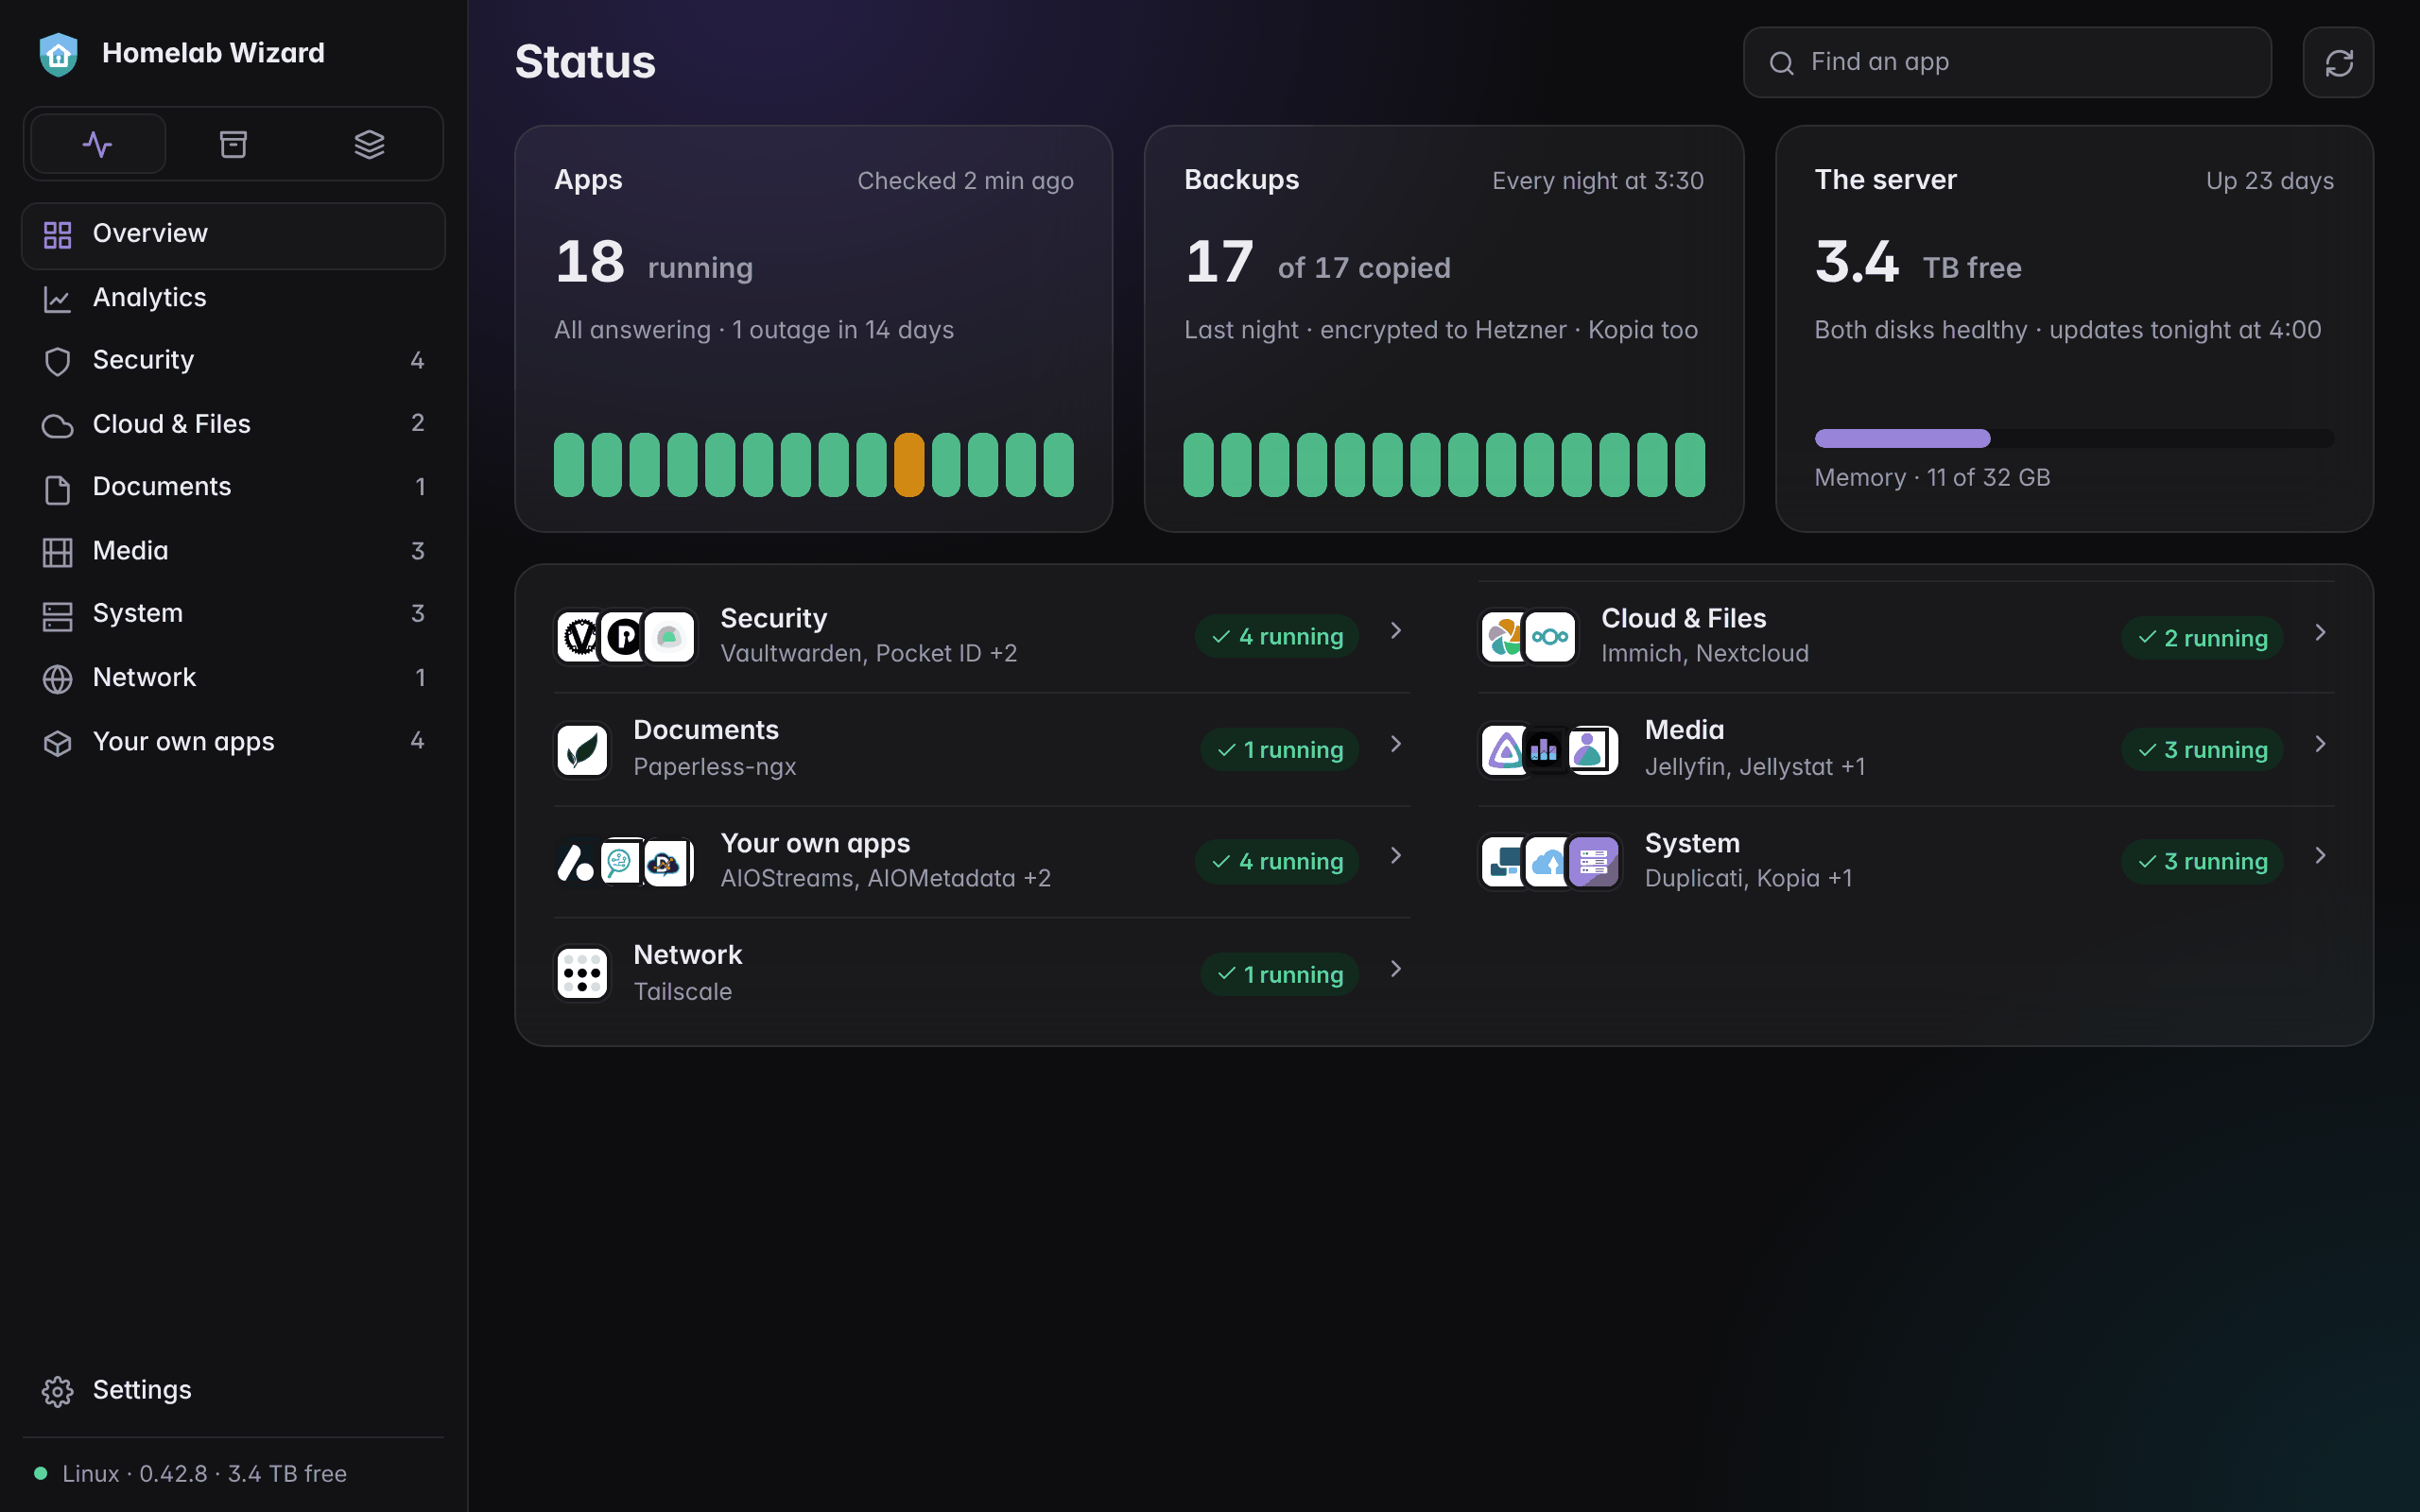 Homelab Wizard
Overview
Analytics
Security 4
Cloud & Files 2
Documents 1
Media 3
System 3
Network 1
Your own apps 4
Settings
Linux · 0.42.8 · 3.4 TB free
Status
Find an app
Apps Checked 2 min ago
18 running
All answering · 1 outage in 14 days
Backups Every night at 3:30
17 of 17 copied
Last night · encrypted to Hetzner · Kopia too
The server Up 23 days
3.4 TB free
Both disks healthy · updates tonight at 4:00
Memory · 11 of 32 GB
Security
Vaultwarden, Pocket ID +2
4 running
Cloud & Files
Immich, Nextcloud
2 running
Documents
Paperless-ngx
1 running
Media
Jellyfin, Jellystat +1
3 running
Your own apps
AIOStreams, AIOMetadata +2
4 running
System
Duplicati, Kopia +1
3 running
Network
Tailscale
1 running